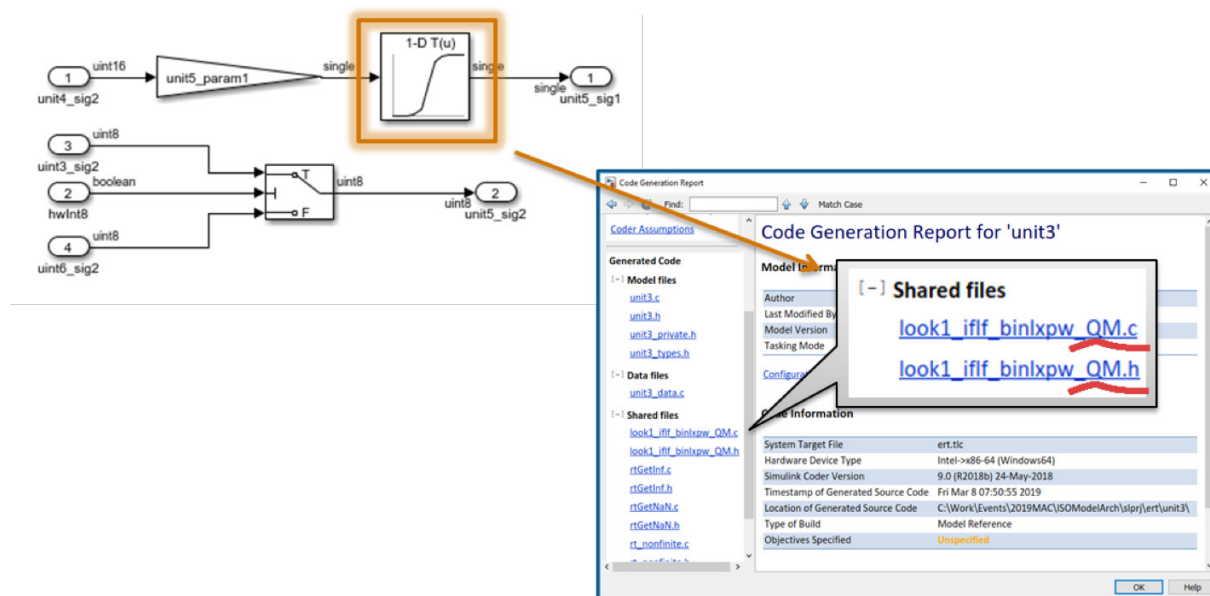 1-D T(u)
uint16
single
single
1
unit5_param1
1
unit4_sig2
single
unit5_sig1
uint8
3
uint3_sig2
boolean
T
2
uint8
2
hwInt8
uint8
unit5_sig2
uint8
F
4
uint6_sig2
Code Generation Report
Find:
Match Case
Coder Assumptions
Generated Code
[-] Model files
unit3.c
unit3.h
unit3_private.h
unit3_types.h
[-] Data files
unit3_data.c
[-] Shared files
look1_iflf_binlxpw_QM.c
look1_iflf_binlxpw_QM.h
rtGetInf.c
rtGetInf.h
rtGetNaN.c
rtGetNaN.h
rt_nonfinite.c
Code Generation Report for 'unit3'
Model
Author
Last Modified By
Model Version
Tasking Mode
[-] Shared files
look1_iflf_binlxpw_QM.c
look1_iflf_binlxpw_QM.h
Information
System Target File ert.tlc
Hardware Device Type Intel->x86-64 (Windows64)
Simulink Coder Version 9.0 (R2018b) 24-May-2018
Timestamp of Generated Source Code Fri Mar 8 07:50:55 2019
Location of Generated Source Code C:\Work\Events\2019MAC\ISOModelArch\slprj\ert\unit3\
Type of Build Model Reference
Objectives Specified Unspecified
OK
Help